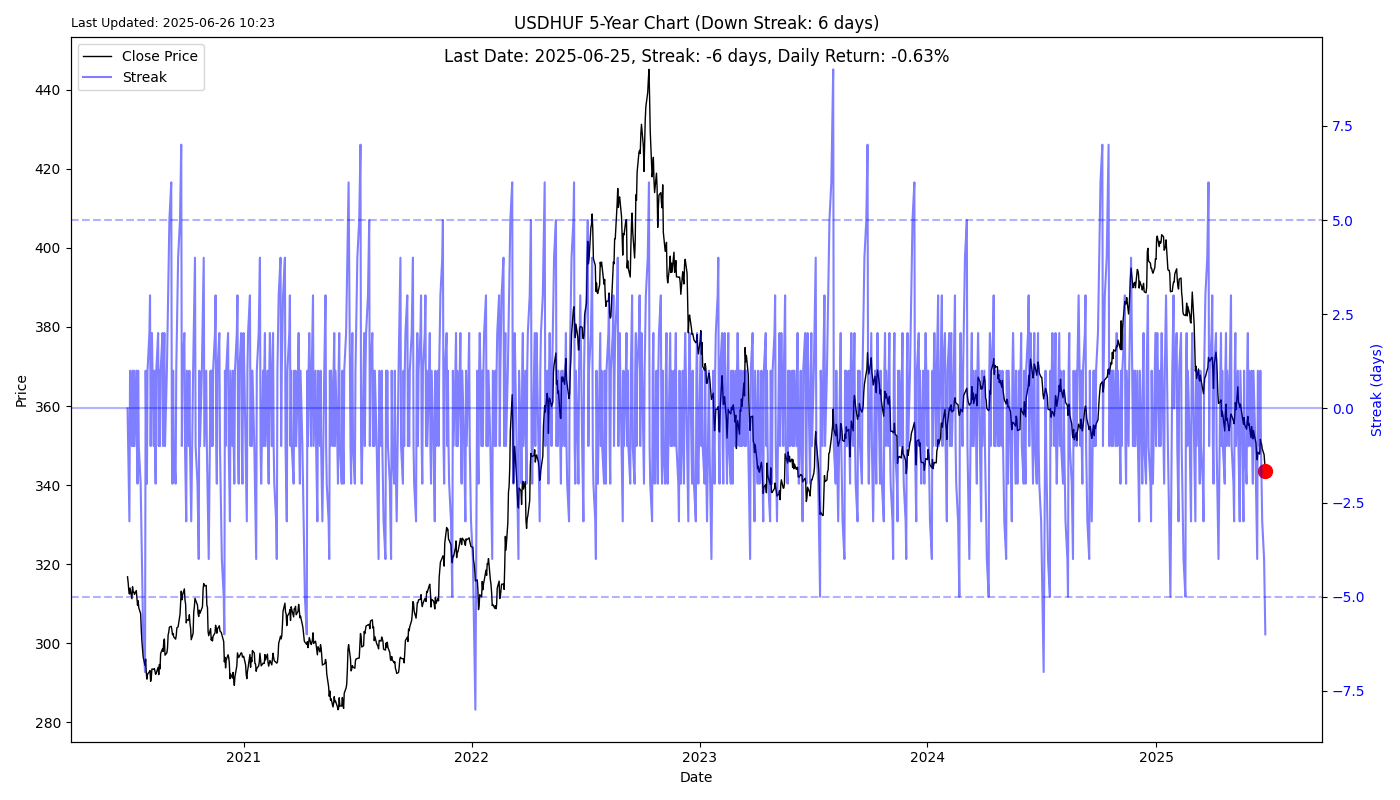 Last Updated: 2025-06-26 10:23
USDHUF 5-Year Chart (Down Streak: 6 days)
Last Date: 2025-06-25, Streak: -6 days, Daily Return: -0.63%
Close Price
Streak
440
420
400
380
360
340
320
300
280
Price
7.5
5.0
2.5
0.0
−2.5
−5.0
−7.5
Streak (days)
2021
2022
2023
2024
2025
Date